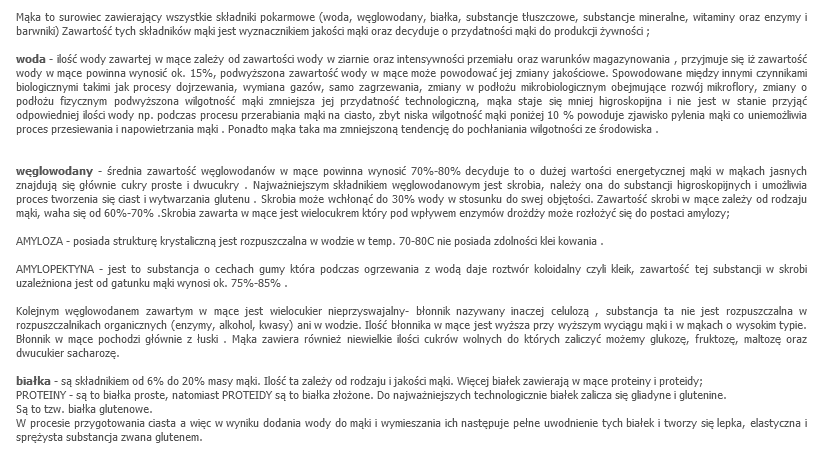 Mąka to surowiec zawierający wszystkie składniki pokarmowe (woda, węglowodany, białka, substancje tłuszczowe, substancje mineralne, witaminy oraz enzymy i
barwniki) Zawartość tych składników mąki jest wyznacznikiem jakości mąki oraz decyduje o przydatności mąki do produkcji żywności ;
woda - ilość wody zawartej w mące zależy od zawartości wody w ziarnie oraz intensywności przemiału oraz warunków magazynowania , przyjmuje się iż zawartość
wody w mące powinna wynosić ok. 15%, podwyższona zawartość wody w mące może powodować jej zmiany jakościowe. Spowodowane między innymi czynnikami
biologicznymi takimi jak procesy dojrzewania, wymiana gazów, samo zagrzewania, zmiany w podłożu mikrobiologicznym obejmujące rozwój mikroflory, zmiany o
podłożu fizycznym podwyższona wilgotność mąki zmniejsza jej przydatność technologiczną, mąka staje się mniej higroskopijna i nie jest w stanie przyjąć
odpowiedniej ilości wody np. podczas procesu przerabiania mąki na ciasto, zbyt niska wilgotność mąki poniżej 10 % powoduje zjawisko pylenia mąki co uniemożliwia
proces przesiewania i napowietrzania mąki . Ponadto mąka taka ma zmniejszoną tendencję do pochłaniania wilgotności ze środowiska .
węglowodany - średnia zawartość węglowodanów w mące powinna wynosić 70%-80% decyduje to o dużej wartości energetycznej mąki w mąkach jasnych
znajdują się głównie cukry proste i dwucukry . Najważniejszym składnikiem węglowodanowym jest skrobia, należy ona do substancji higroskopijnych i umożliwia
proces tworzenia się ciast i wytwarzania glutenu . Skrobia może wchłonąć do 30% wody w stosunku do swej objętości. Zawartość skrobi w mące zależy od rodzaju
mąki, waha się od 60%-70% .Skrobia zawarta w mące jest wielocukrem który pod wpływem enzymów drożdży może rozłożyć się do postaci amylozy;
AMYLOZA - posiada strukturę krystaliczną jest rozpuszczalna w wodzie w temp. 70-80C nie posiada zdolności klei kowania .
AMYLOPEKTYNA - jest to substancja o cechach gumy która podczas ogrzewania z wodą daje roztwór koloidalny czyli kleik, zawartość tej substancji w skrobi
uzależniona jest od gatunku mąki wynosi ok. 75%-85% .
Kolejnym węglowodanem zawartym w mące jest wielocukier nieprzyswajalny- błonnik nazywany inaczej celulozą , substancja ta nie jest rozpuszczalna w
rozpuszczalnikach organicznych (enzymy, alkohol, kwasy) ani w wodzie. Ilość błonnika w mące jest wyższa przy wyższym wyciągu mąki i w mąkach o wysokim typie.
Błonnik w mące pochodzi głównie z łuski . Mąka zawiera również niewielkie ilości cukrów wolnych do których zaliczyć możemy glukozę, fruktozę, maltozę oraz
dwucukier sacharozę.
białka - są składnikiem od 6% do 20% masy mąki. Ilość ta zależy od rodzaju i jakości mąki. Więcej białek zawierają w mące proteiny i proteidy;
PROTEINY - są to białka proste, natomiast PROTEIDY są to białka złożone. Do najważniejszych technologicznie białek zalicza się gliadyne i glutenine.
Są to tzw. białka glutenowe.
W procesie przygotowania ciasta a więc w wyniku dodania wody do mąki i wymieszania ich następuje pełne uwodnienie tych białek i tworzy się lepka, elastyczna i
sprężysta substancja zwana glutenem.